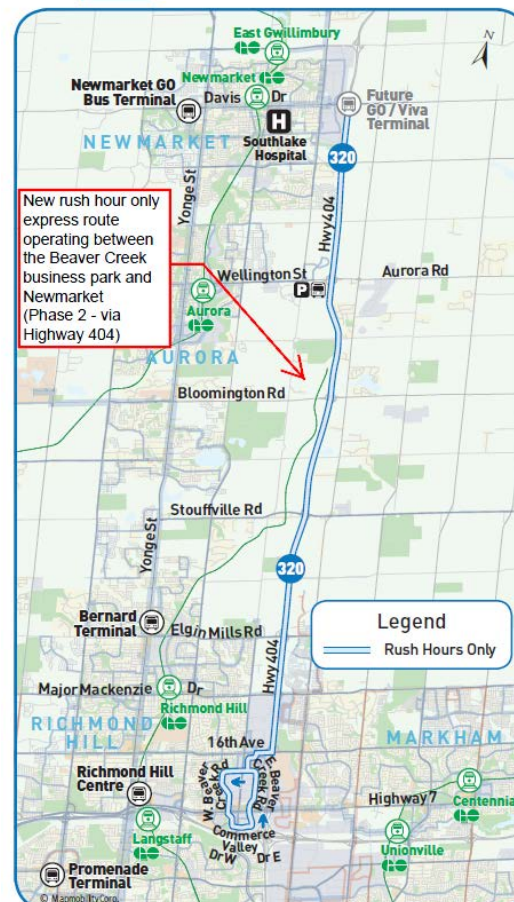 East Gwillimbury
N
Newmarket
Newmarket GO
Bus Terminal
Davis Dr
Future
GO / Viva
Terminal
H
Southlake
Hospital
NEWMARKET
320
New rush hour only
express route
operating between
the Beaver Creek
business park and
Newmarket
(Phase 2 - via
Highway 404)
Yonge St
Hwy 404
Wellington St
Aurora Rd
P
Aurora
AURORA
Bloomington Rd
Stouffville Rd
Yonge St
320
Bernard
Terminal
Elgin Mills Rd
Hwy 404
Legend
Rush Hours Only
Major Mackenzie Dr
Richmond Hill
RICHMOND
HILL
16th Ave
MARKHAM
W. Beaver
Creek Rd
E. Beaver
Creek Rd
Richmond Hill
Centre
Highway 7
Centennial
Commerce
Valley
Dr W
Dr E
Langstaff
Unionville
Promenade
Terminal
© MapmobilityCorp.